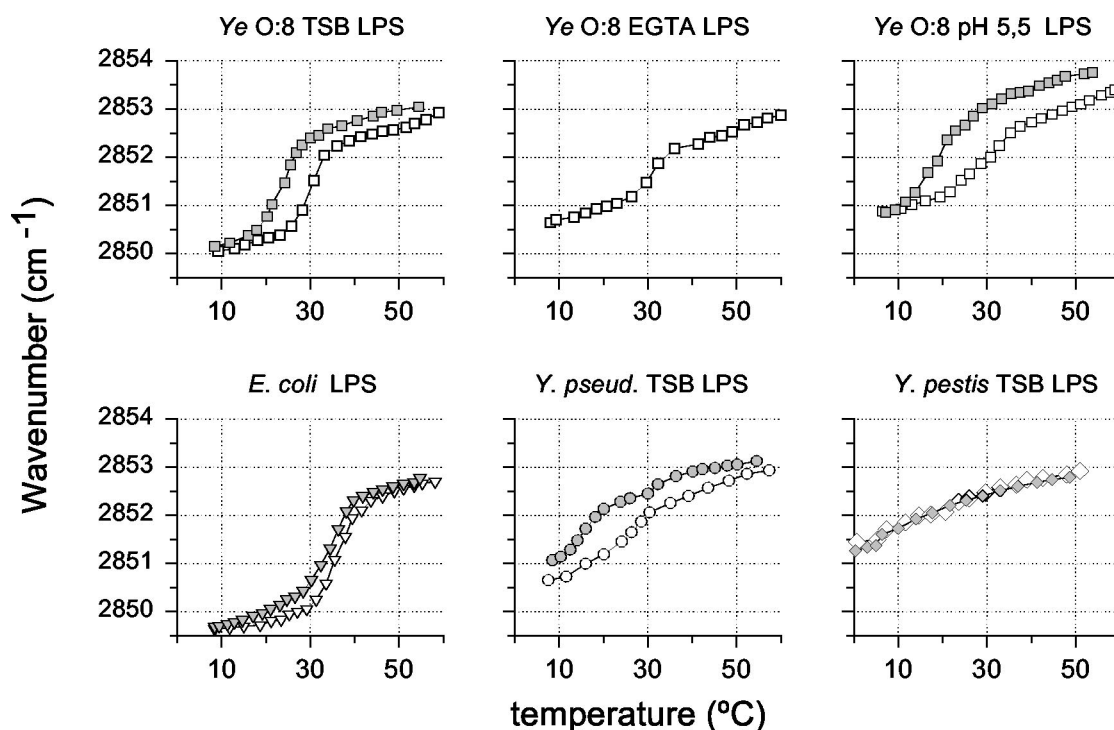 Ye O:8 TSB LPS
Ye O:8 EGTA LPS
Ye O:8 pH 5,5 LPS
2854
2853
2852
2851
2850
10 30 50
10 30 50
10 30 50
E. coli LPS
Y. pseud. TSB LPS
Y. pestis TSB LPS
2854
2853
2852
2851
2850
10 30 50
10 30 50
10 30 50
Wavenumber (cm⁻¹)
temperature (ºC)